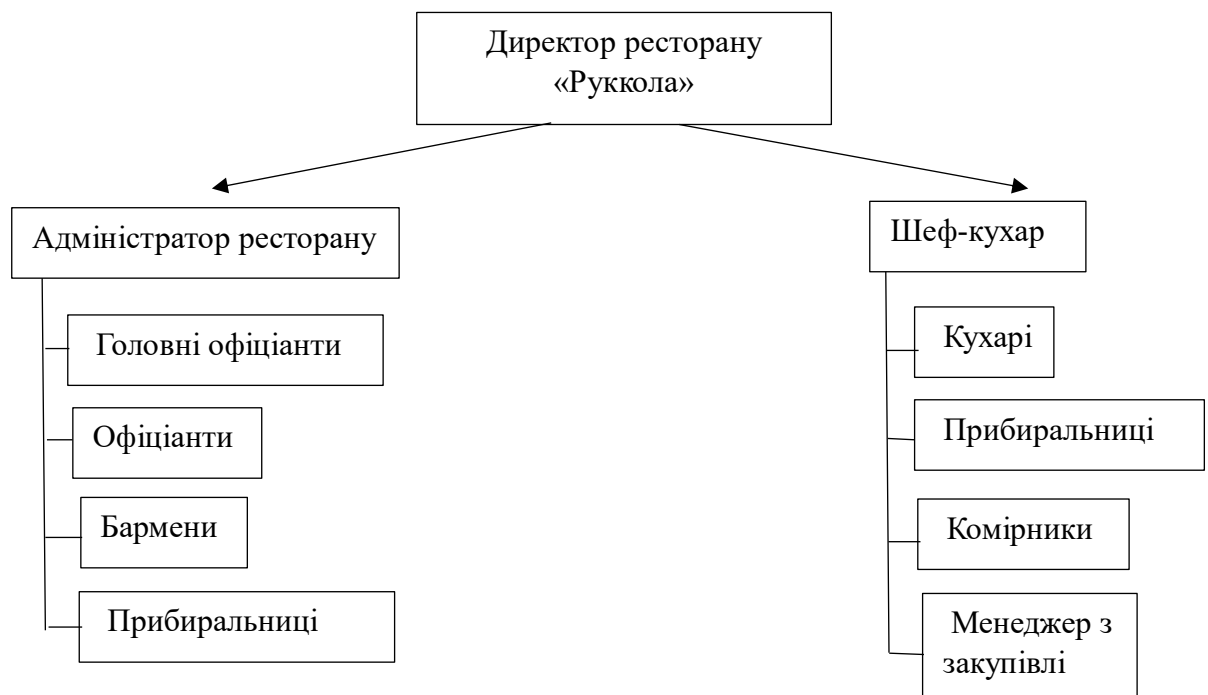 Директор ресторану
«Руккола»
Адміністратор ресторану
Головні офіціанти
Офіціанти
Бармени
Прибиральниці
Шеф-кухар
Кухарі
Прибиральниці
Комірники
Менеджер з
закупівлі